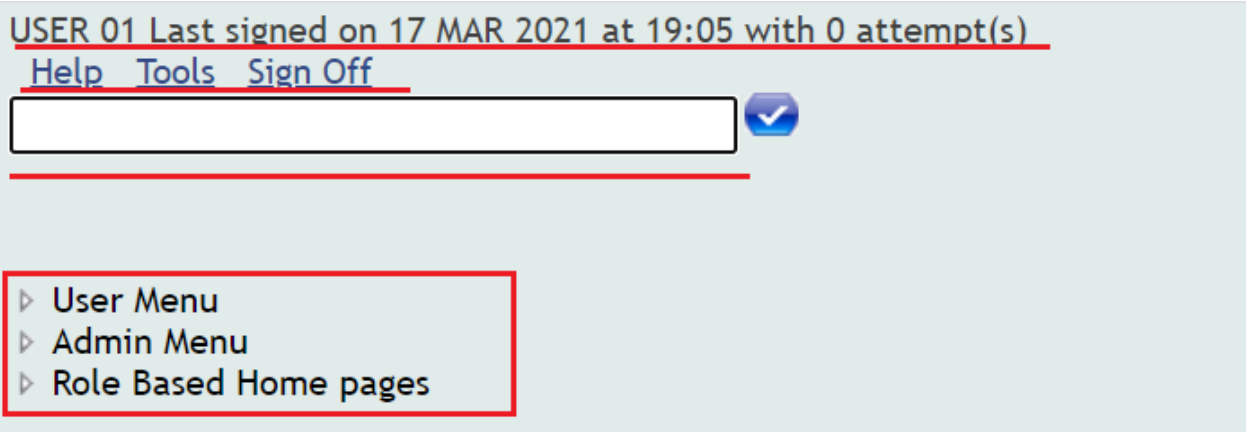 USER 01 Last signed on 17 MAR 2021 at 19:05 with 0 attempt(s)
Help Tools Sign Off
User Menu
Admin Menu
Role Based Home pages